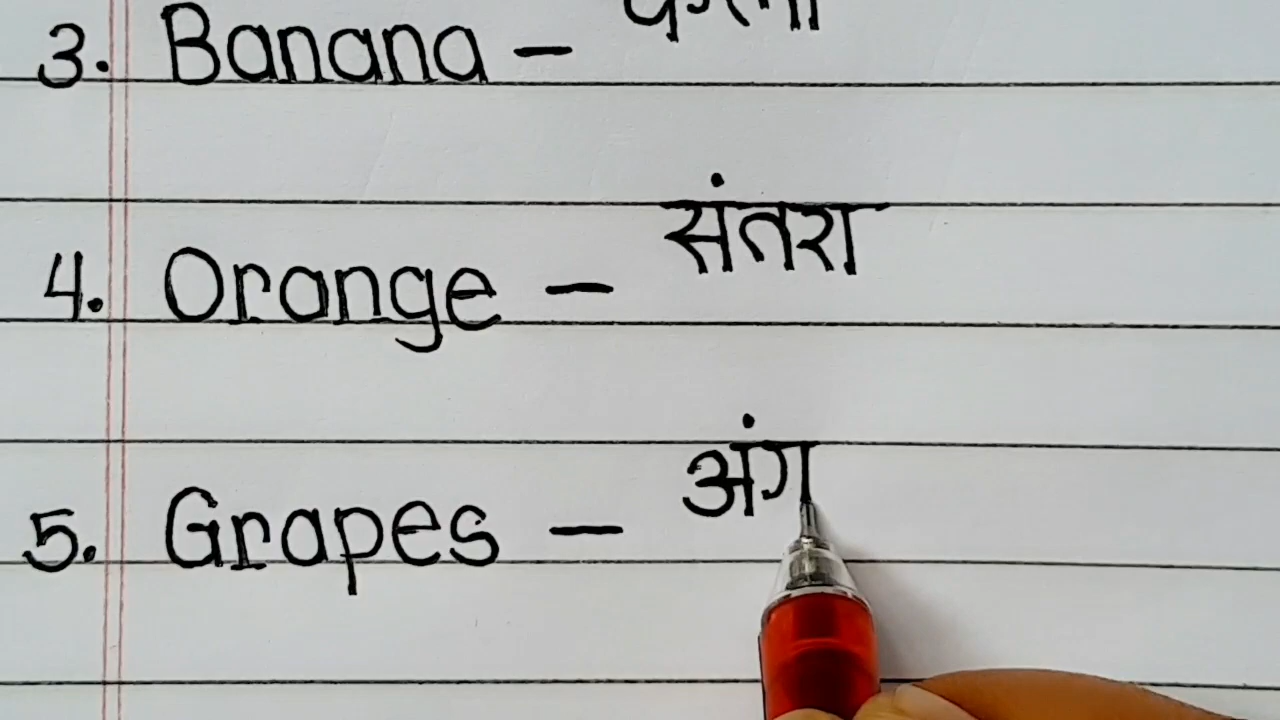 3. Banana – केला
4. Orange – संतरा
5. Grapes – अंग